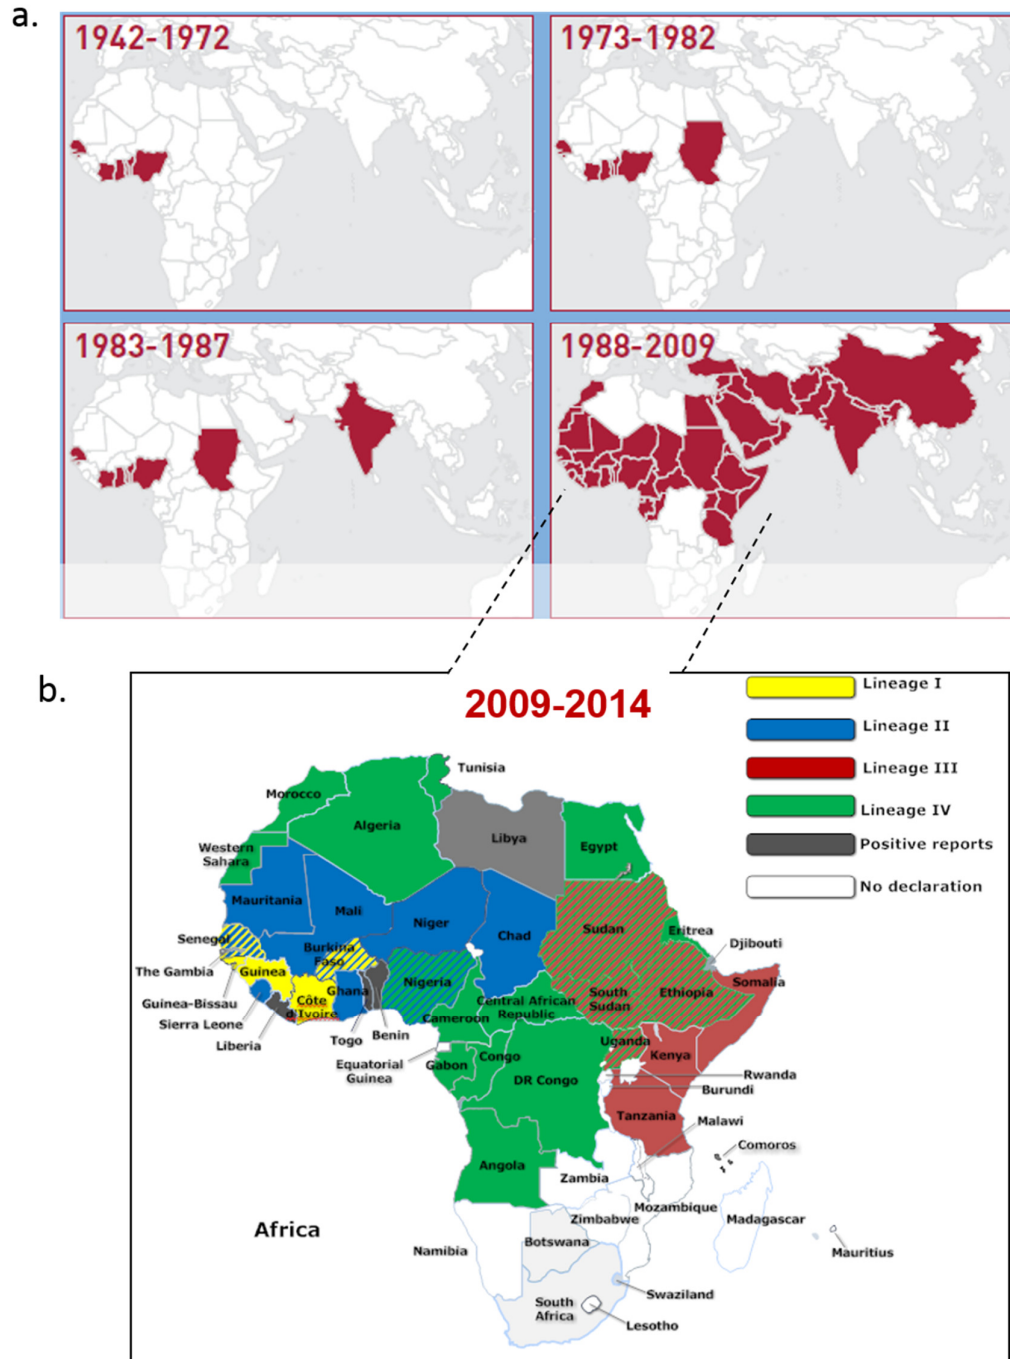 a.
1942-1972
1973-1982
1983-1987
1988-2009
b.
2009-2014
Lineage I
Lineage II
Lineage III
Lineage IV
Positive reports
No declaration
Tunisia
Morocco
Algeria
Libya
Egypt
Western
Sahara
Mauritania
Mali
Niger
Chad
Sudan
Eritrea
Djibouti
Senegal
The Gambia
Guinea
Guinea-Bissau
Sierra Leone
Liberia
Côte
d'Ivoire
Burkina
Faso
Ghana
Togo
Benin
Nigeria
Cameroon
Central African
Republic
South
Sudan
Ethiopia
Somalia
Equatorial
Guinea
Gabon
Congo
DR Congo
Uganda
Kenya
Rwanda
Burundi
Tanzania
Malawi
Comoros
Angola
Zambia
Mozambique
Madagascar
Mauritius
Zimbabwe
Botswana
Namibia
Swaziland
South
Africa
Lesotho
Africa